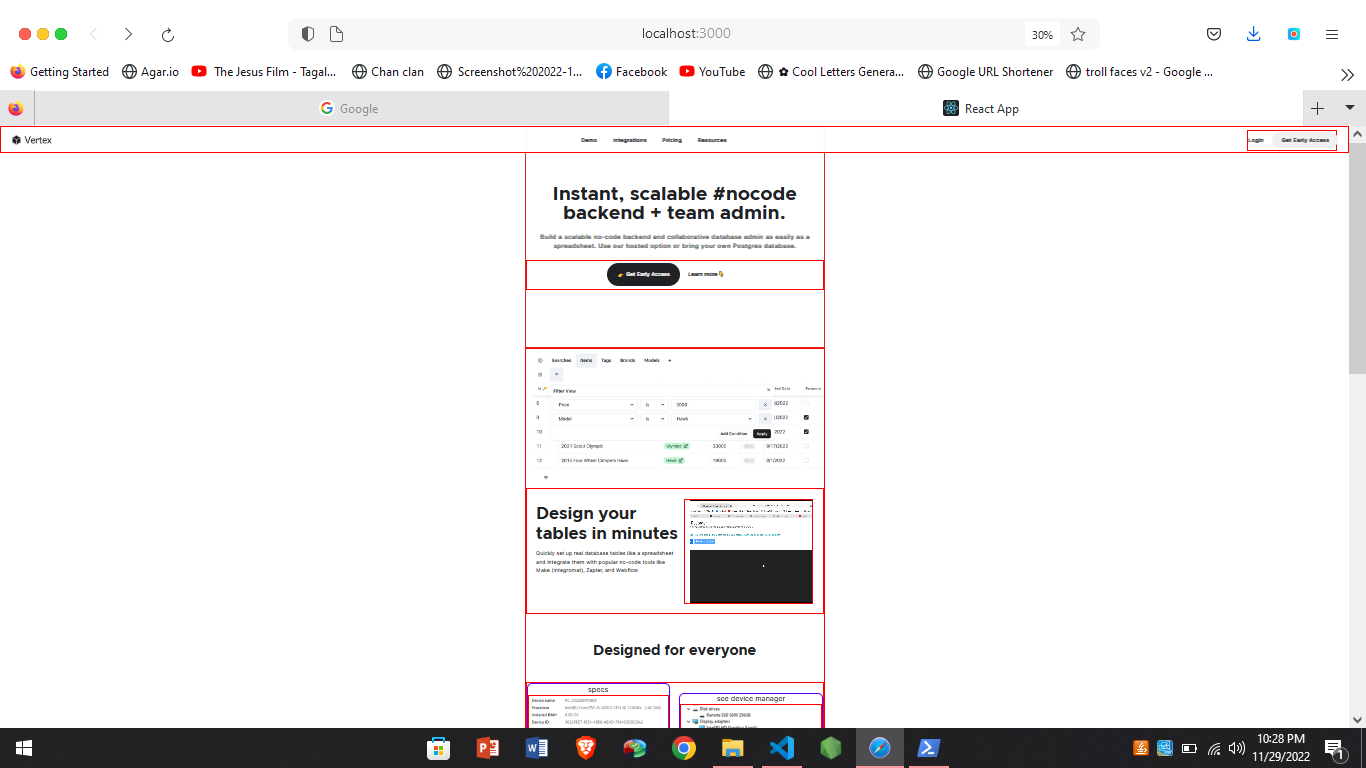 localhost:3000
30%
Getting Started
Agar.io
The Jesus Film - Tagal...
Chan clan
Screenshot%202022-1...
Facebook
YouTube
✿ Cool Letters Genera...
Google URL Shortener
troll faces v2 - Google ...
Google
React App
Vertex
Demo
Integrations
Pricing
Resources
Login
Get Early Access
Instant, scalable #nocode
backend + team admin.
Build a scalable no-code backend and collaborative database admin as easily as a
spreadsheet. Use our hosted option or bring your own Postgres database.
👉 Get Early Access
Learn more 👇
Searches
Items
Tags
Brands
Models
+
Filter View
Price
is
3000
Model
is
Hawk
Add Condition
Apply
6
9
10
11
2021 Scout Olympic
Olympic
33000
9/17/2022
12
2015 Four Wheel Campers Hawk
Hawk
19000
Design your
tables in minutes
Quickly set up real database tables like a spreadsheet
and integrate them with popular no-code tools like
Make (Integromat), Zapier, and Webflow
Designed for everyone
specs
Device name
Processor
Installed RAM
Device ID
see device manager
Disk drives
Ramsta SSD S800 256GB
Display adapters
10:28 PM
11/29/2022
1